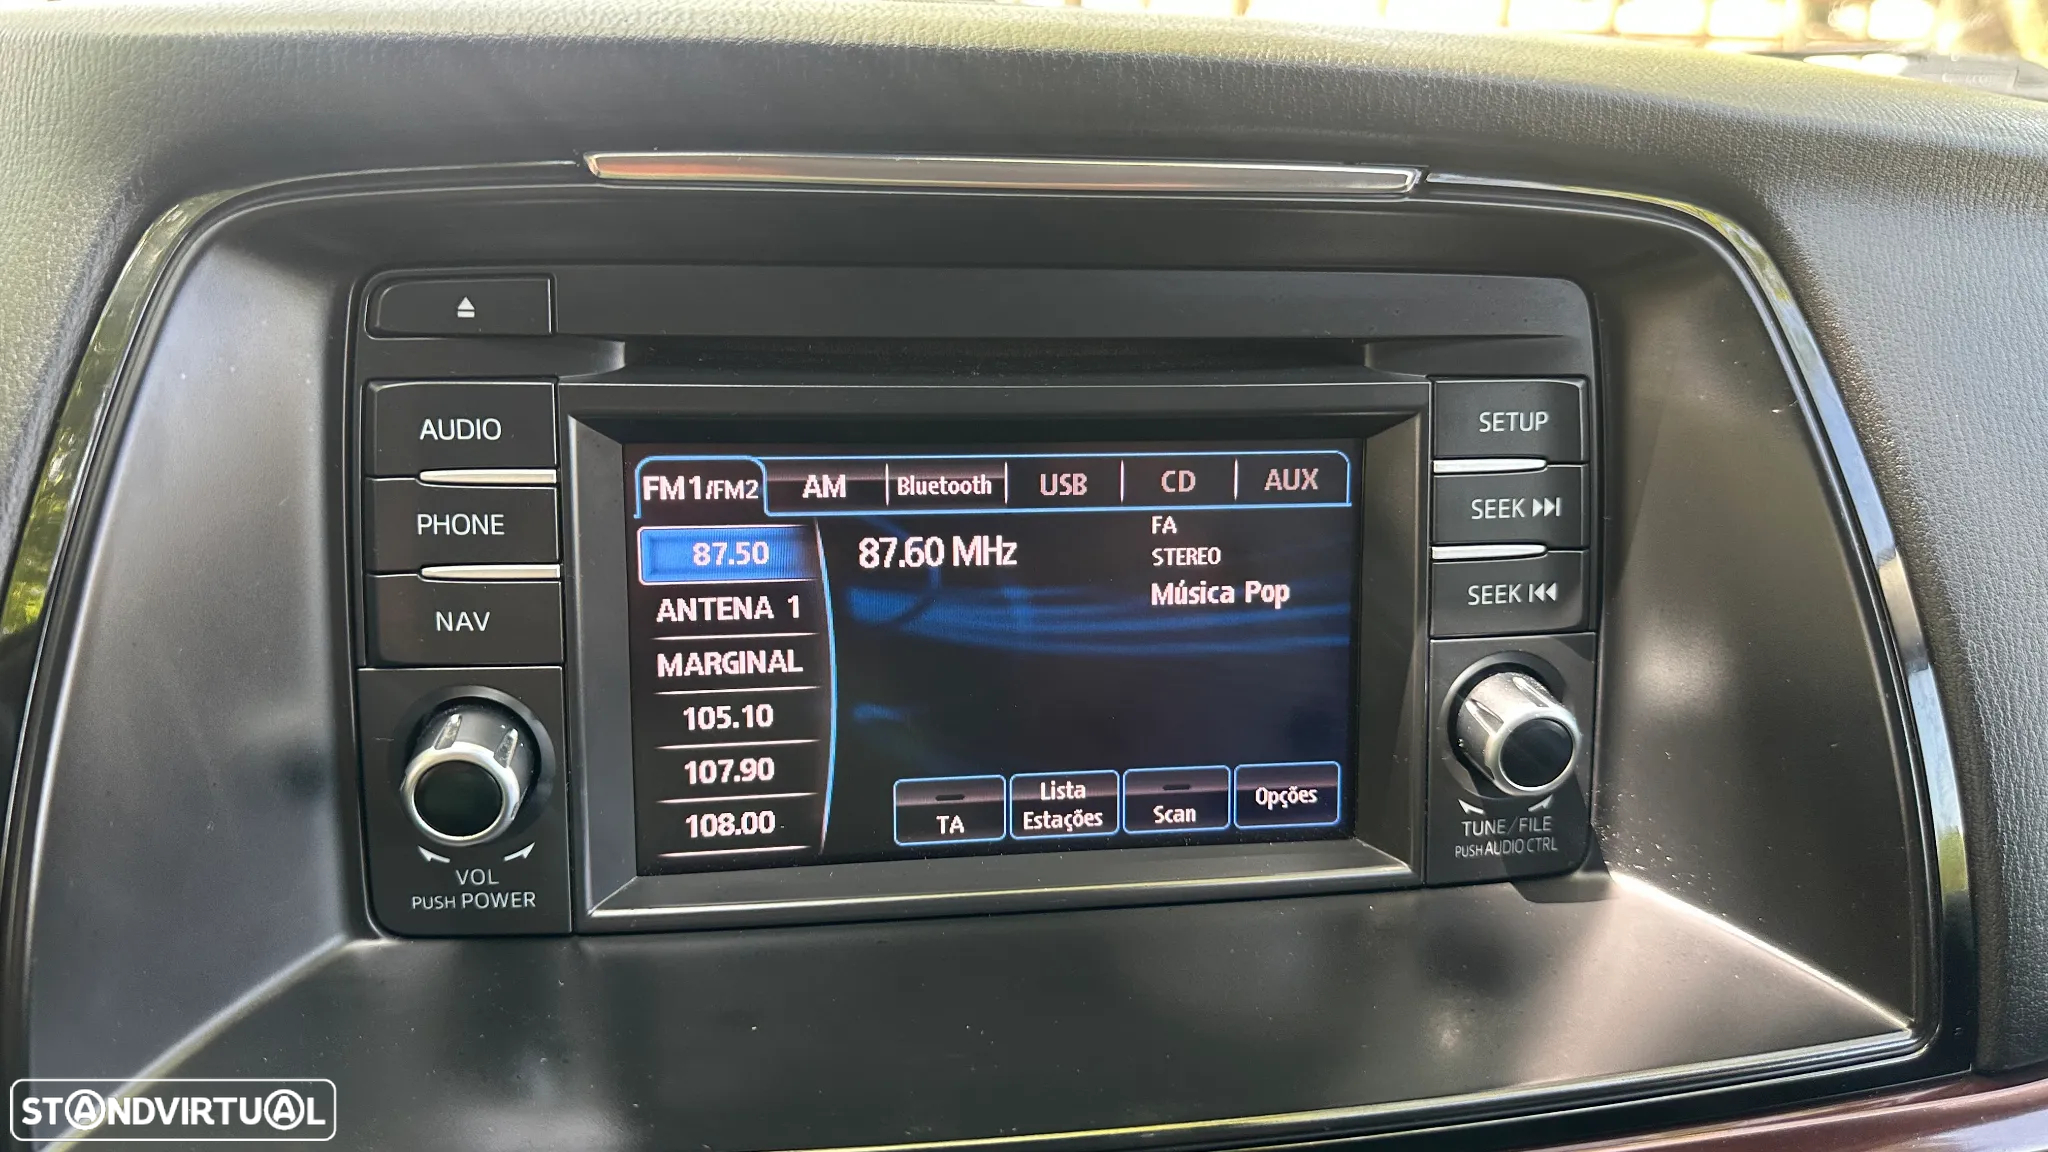 AUDIO
PHONE
NAV
VOL
PUSH POWER
FM1/FM2 AM Bluetooth USB CD AUX
87.50
ANTENA 1
MARGINAL
105.10
107.90
108.00
87.60 MHz
FA
STEREO
Música Pop
TA
Lista
Estações
Scan
Opções
SETUP
SEEK
SEEK
TUNE/FILE
PUSH AUDIO CTRL
STANDVIRTUAL